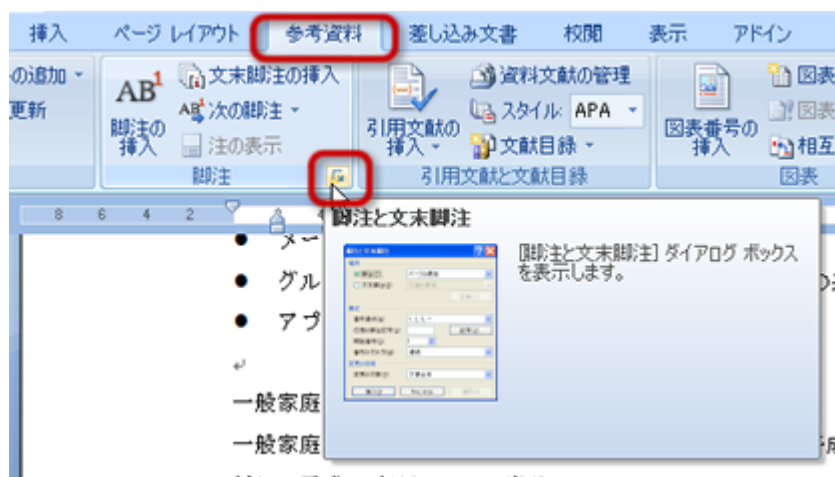 挿入 ページ レイアウト 参考資料 差し込み文書 校閲 表示 アドイン
の追加
更新
AB1
脚注の
挿入
文末脚注の挿入
次の脚注
注の表示
脚注
引用文献の
挿入
資料文献の管理
スタイル: APA
文献目録
引用文献と文献目録
図表番号の
挿入
図表
図表
相互
図表
8 6 4 2
脚注と文末脚注
[脚注と文末脚注] ダイアログ ボックス
を表示します。
メー
グル
アプ
一般家庭
一般家庭